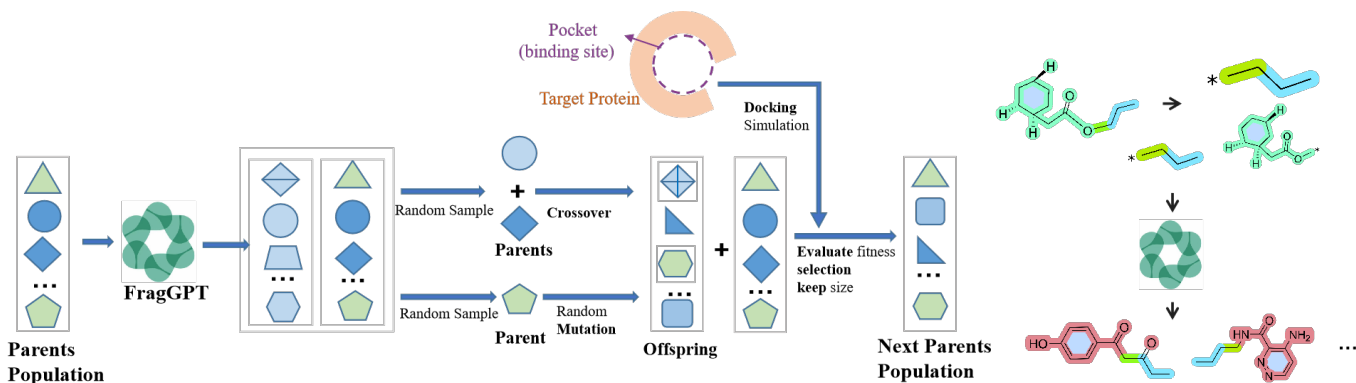 Pocket
(binding site)
Target Protein
Docking
Simulation
Parents
Population
FragGPT
...
...
...
Random Sample
+
Crossover
Parents
Random Sample
Parent
Random
Mutation
...
Offspring
+
...
Evaluate fitness
selection
keep size
...
Next Parents
Population
H
H
H
O
O
*
*
H
H
H
O
O
*
HO
O
O
HN
O
NH₂
N
N
...